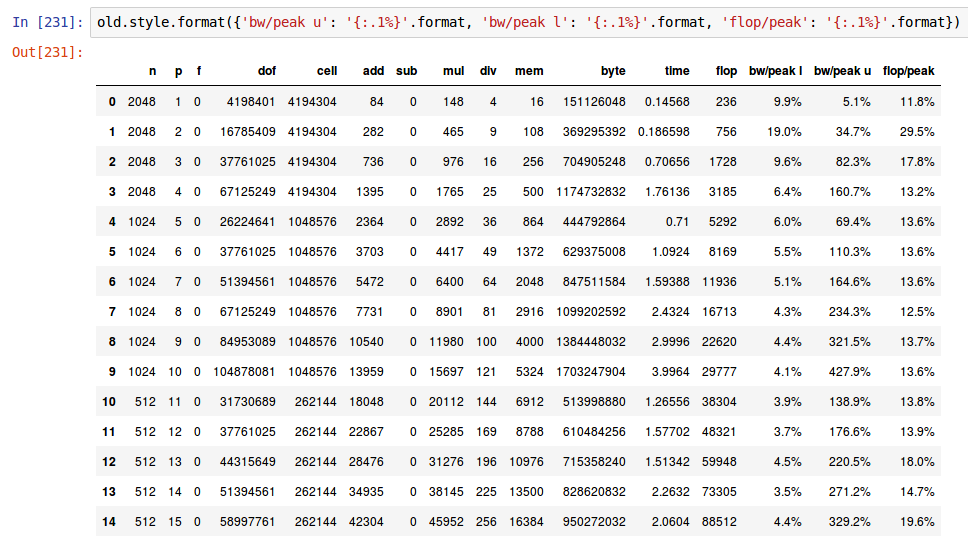 In [231]: old.style.format({'bw/peak u': '{:.1%}'.format, 'bw/peak l': '{:.1%}'.format, 'flop/peak': '{:.1%}'.format})
Out[231]:
n p f dof cell add sub mul div mem byte time flop bw/peak l bw/peak u flop/peak
0 2048 1 0 4198401 4194304 84 0 148 4 16 151126048 0.14568 236 9.9% 5.1% 11.8%
1 2048 2 0 16785409 4194304 282 0 465 9 108 369295392 0.186598 756 19.0% 34.7% 29.5%
2 2048 3 0 37761025 4194304 736 0 976 16 256 704905248 0.70656 1728 9.6% 82.3% 17.8%
3 2048 4 0 67125249 4194304 1395 0 1765 25 500 1174732832 1.76136 3185 6.4% 160.7% 13.2%
4 1024 5 0 26224641 1048576 2364 0 2892 36 864 444792864 0.71 5292 6.0% 69.4% 13.6%
5 1024 6 0 37761025 1048576 3703 0 4417 49 1372 629375008 1.0924 8169 5.5% 110.3% 13.6%
6 1024 7 0 51394561 1048576 5472 0 6400 64 2048 847511584 1.59388 11936 5.1% 164.6% 13.6%
7 1024 8 0 67125249 1048576 7731 0 8901 81 2916 1099202592 2.4324 16713 4.3% 234.3% 12.5%
8 1024 9 0 84953089 1048576 10540 0 11980 100 4000 1384448032 2.9996 22620 4.4% 321.5% 13.7%
9 1024 10 0 104878081 1048576 13959 0 15697 121 5324 1703247904 3.9964 29777 4.1% 427.9% 13.6%
10 512 11 0 31730689 262144 18048 0 20112 144 6912 513998880 1.26556 38304 3.9% 138.9% 13.8%
11 512 12 0 37761025 262144 22867 0 25285 169 8788 610484256 1.57702 48321 3.7% 176.6% 13.9%
12 512 13 0 44315649 262144 28476 0 31276 196 10976 715358240 1.51342 59948 4.5% 220.5% 18.0%
13 512 14 0 51394561 262144 34935 0 38145 225 13500 828620832 2.2632 73305 3.5% 271.2% 14.7%
14 512 15 0 58997761 262144 42304 0 45952 256 16384 950272032 2.0604 88512 4.4% 329.2% 19.6%